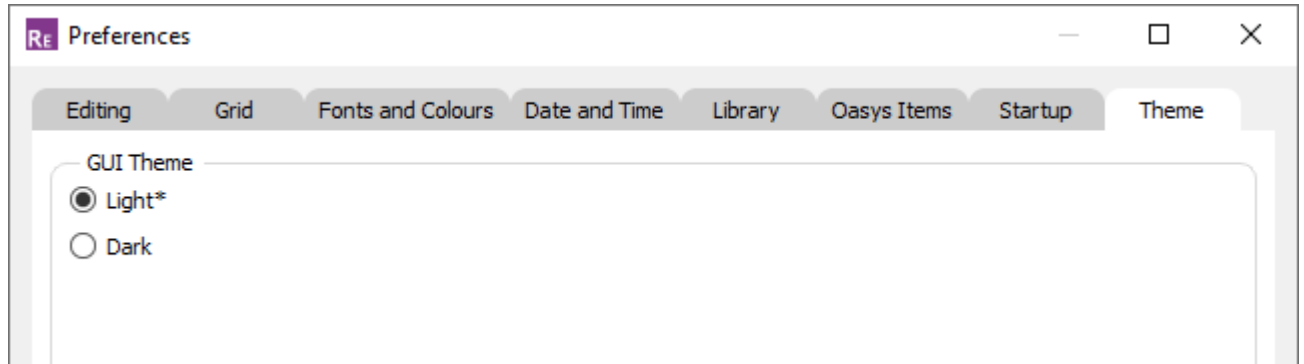 RE Preferences
Editing Grid Fonts and Colours Date and Time Library Oasys Items Startup Theme
GUI Theme
Light*
Dark